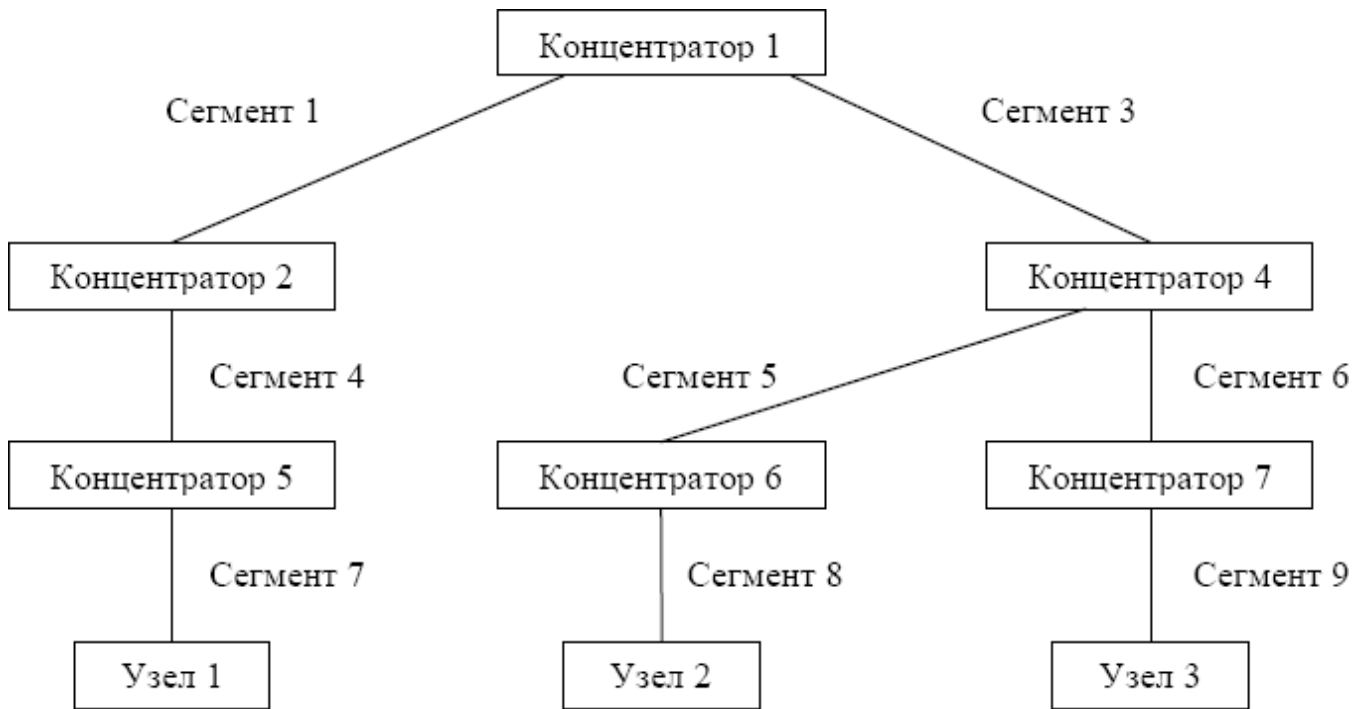 Концентратор 1
Сегмент 1
Сегмент 3
Концентратор 2
Концентратор 4
Сегмент 4
Сегмент 5
Сегмент 6
Концентратор 5
Концентратор 6
Концентратор 7
Сегмент 7
Сегмент 8
Сегмент 9
Узел 1
Узел 2
Узел 3